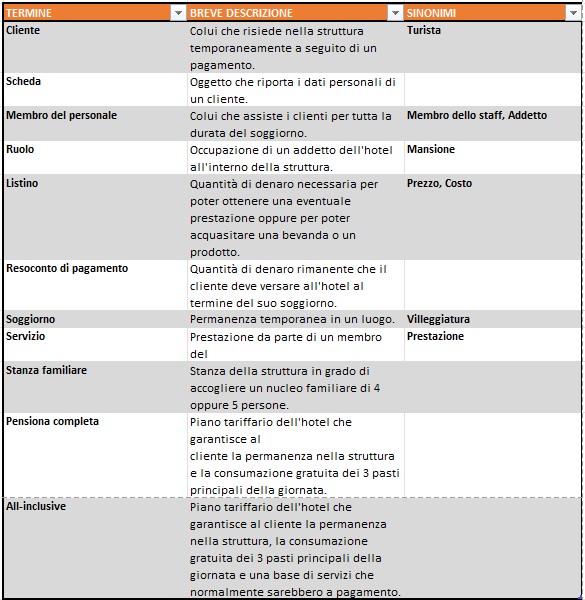 TERMINE BREVE DESCRIZIONE SINONIMI
Cliente Colui che risiede nella struttura Turista
temporaneamente a seguito di un
pagamento.
Scheda Oggetto che riporta i dati personali di
un cliente.
Membro del personale Colui che assiste i clienti per tutta la Membro dello staff, Addetto
durata del soggiorno.
Ruolo Occupazione di un addetto dell'hotel Mansione
all'interno della struttura.
Listino Quantità di denaro necessaria per Prezzo, Costo
poter ottenere una eventuale
prestazione oppure per poter
acquasitare una bevanda o un
prodotto.
Resoconto di pagamento Quantità di denaro rimanente che il
cliente deve versare all'hotel al
termine del suo soggiorno.
Soggiorno Permanenza temporanea in un luogo. Villeggiatura
Servizio Prestazione da parte di un membro Prestazione
del
Stanza familiare Stanza della struttura in grado di
accogliere un nucleo familiare di 4
oppure 5 persone.
Pensiona completa Piano tariffario dell'hotel che
garantisce al
cliente la permanenza nella struttura
e la consumazione gratuita dei 3 pasti
principali della giornata.
All-inclusive Piano tariffario dell'hotel che
garantisce al cliente la permanenza
nella struttura, la consumazione
gratuita dei 3 pasti principali della
giornata e una base di servizi che
normalmente sarebbero a pagamento.